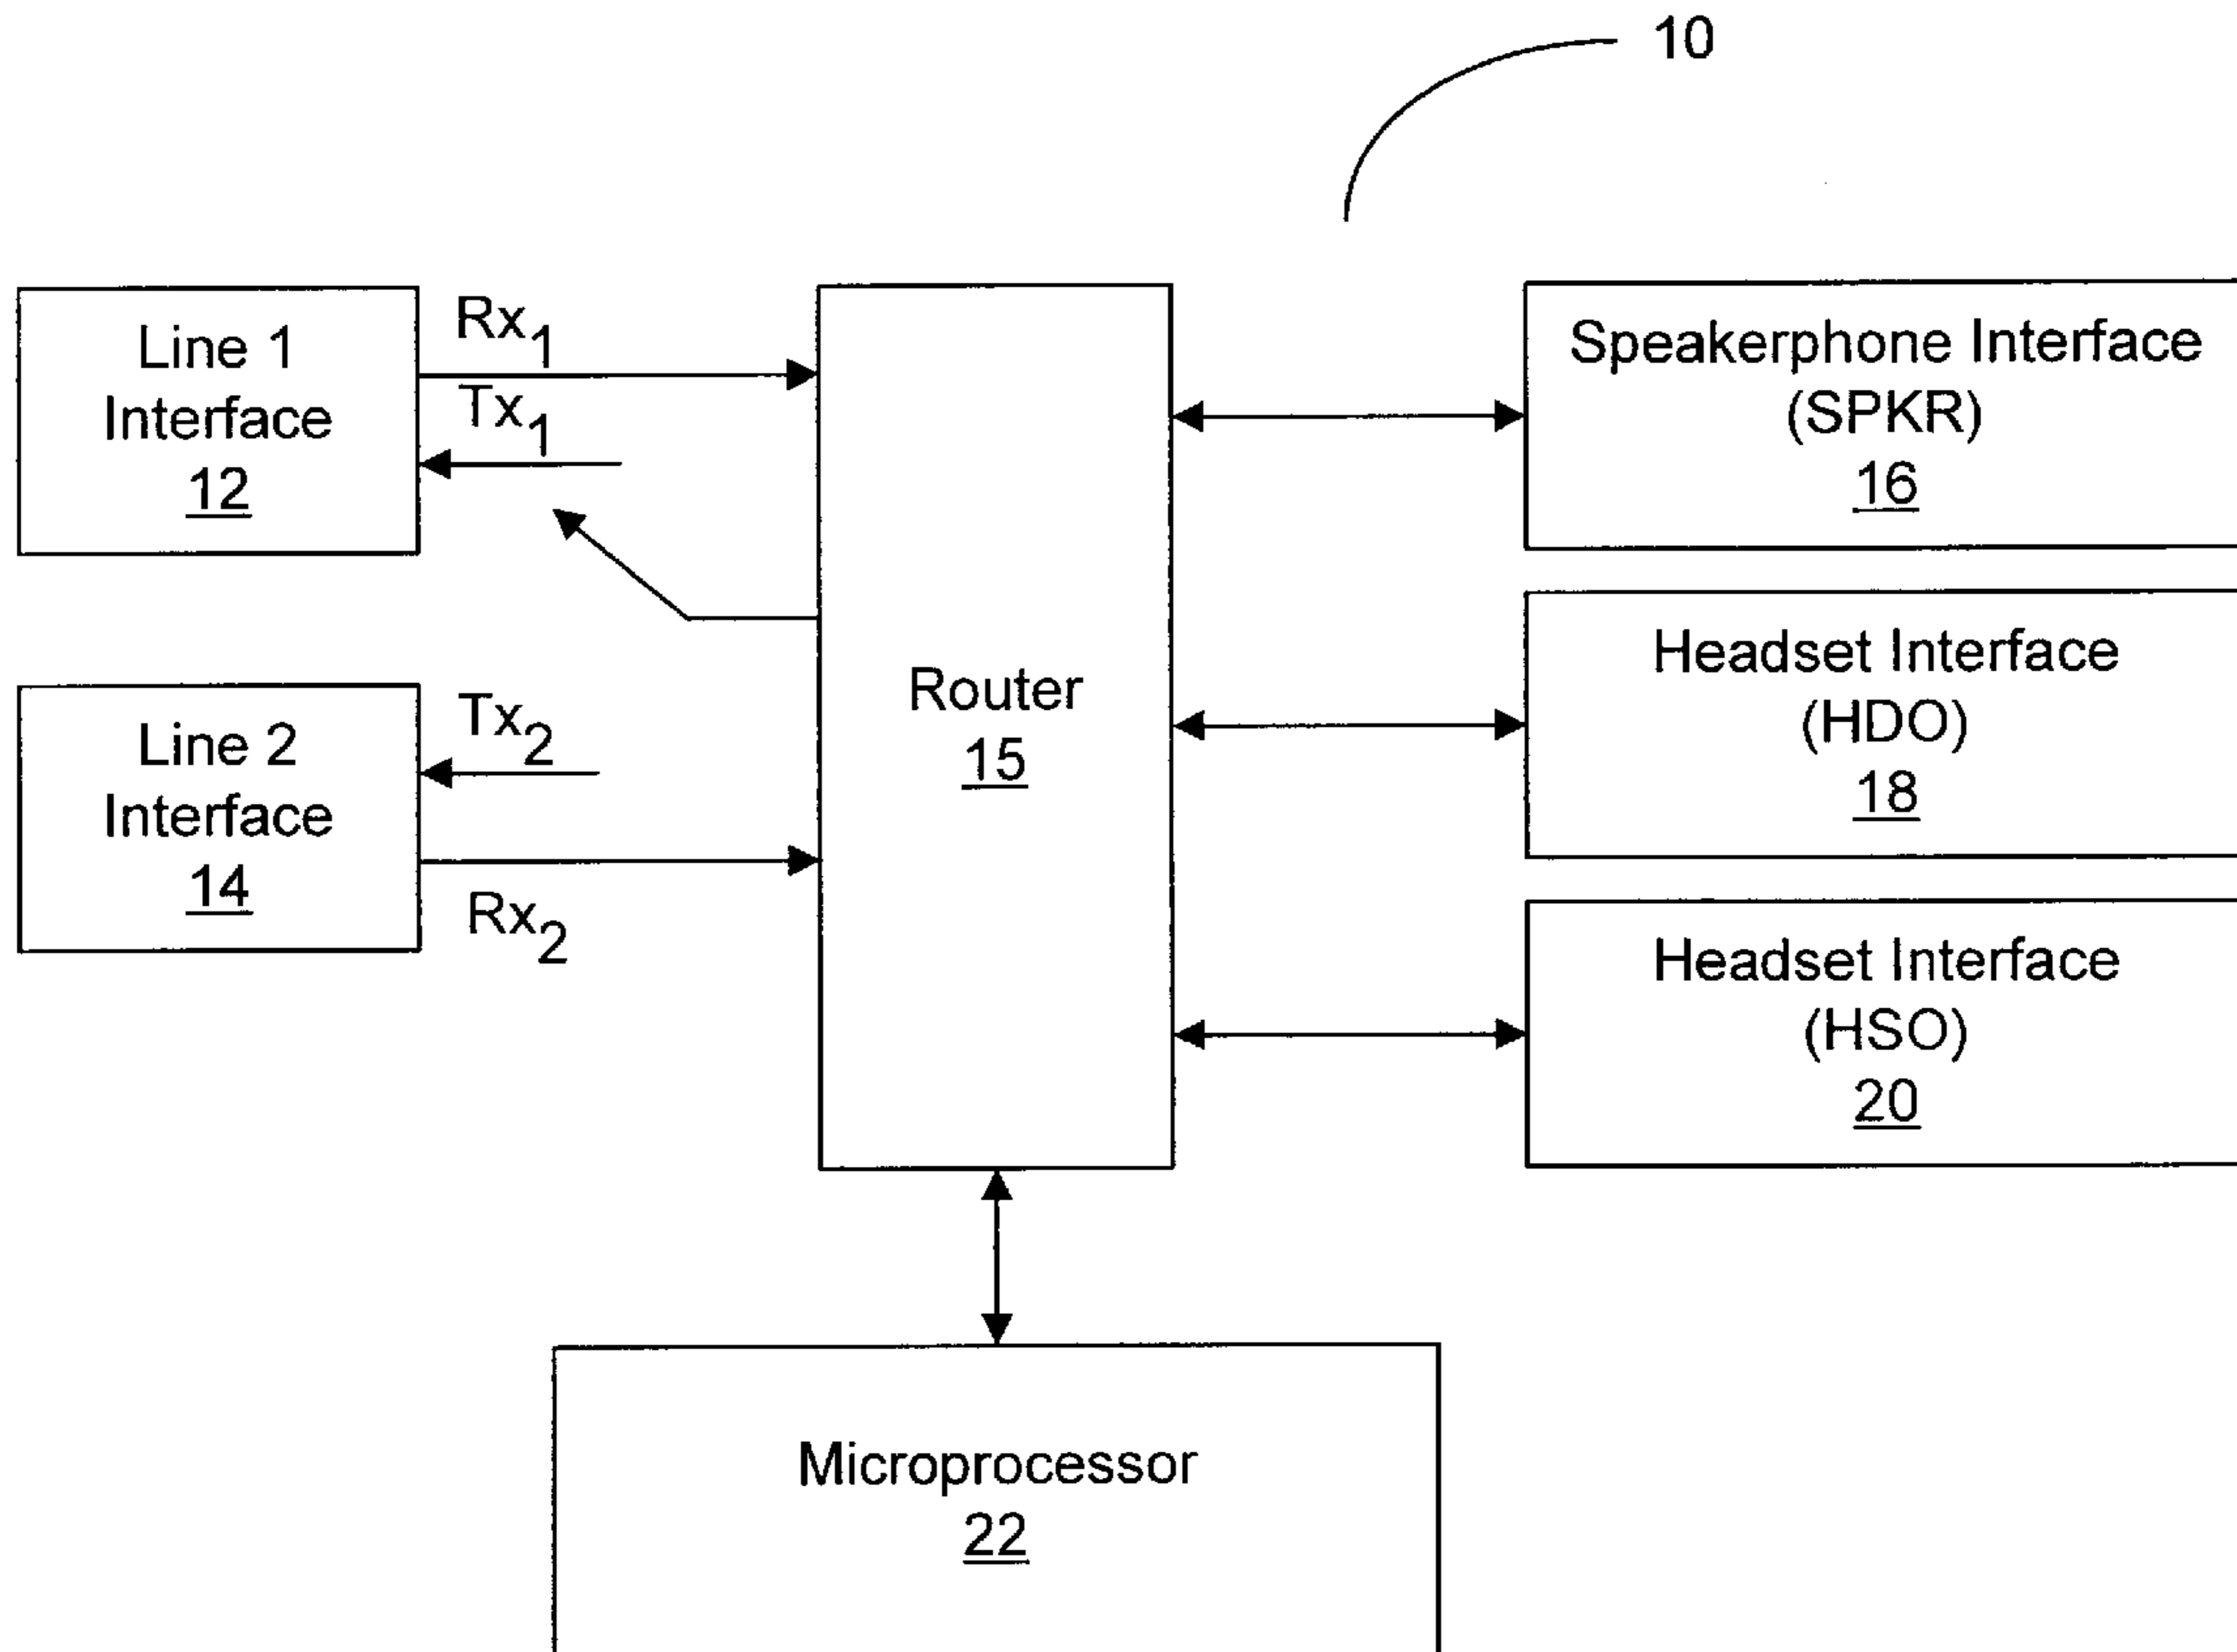 10
Line 1
Interface
12
Rx1
Tx1
Line 2
Interface
14
Tx2
Rx2
Router
15
Speakerphone Interface
(SPKR)
16
Headset Interface
(HDO)
18
Headset Interface
(HSO)
20
Microprocessor
22